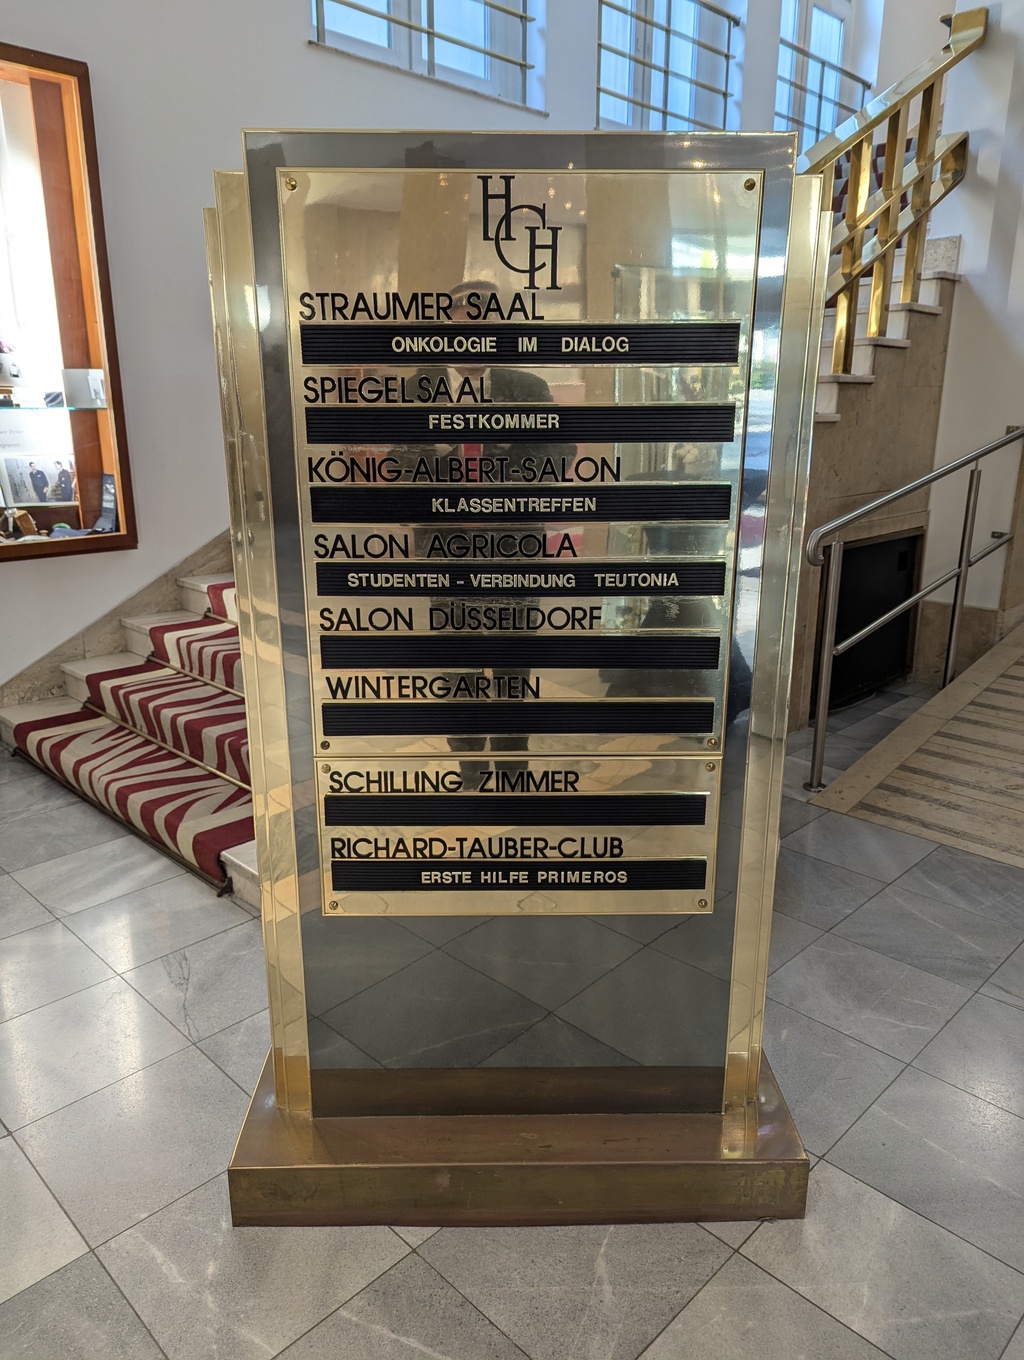 HCH
STRAUMER SAAL
ONKOLOGIE IM DIALOG
SPIEGELSAAL
FESTKOMMER
KÖNIG-ALBERT-SALON
KLASSENTREFFEN
SALON AGRICOLA
STUDENTEN - VERBINDUNG TEUTONIA
SALON DÜSSELDORF
WINTERGARTEN
SCHILLING ZIMMER
RICHARD-TAUBER-CLUB
ERSTE HILFE PRIMEROS